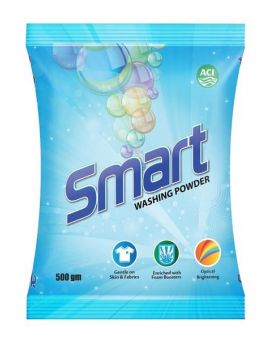 ACI
Smart
WASHING POWDER
500 gm
Gentle on
Skin & Fabrics
Enriched with
Foam Boosters
Optical
Brightening